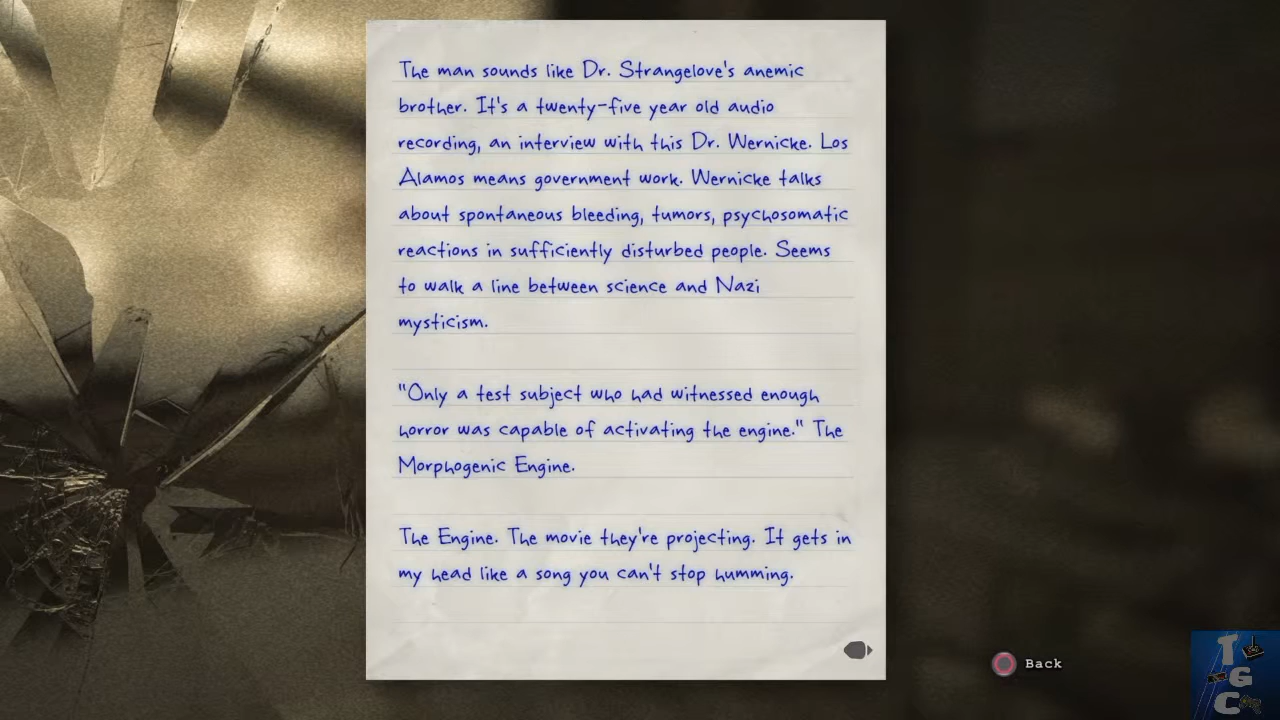 The man sounds like Dr. Strangelove's anemic
brother. It's a twenty-five year old audio
recording, an interview with this Dr. Wernicke. Los
Alamos means government work. Wernicke talks
about spontaneous bleeding, tumors, psychosomatic
reactions in sufficiently disturbed people. Seems
to walk a line between science and Nazi
mysticism.
"Only a test subject who had witnessed enough
horror was capable of activating the engine." The
Morphogenic Engine.
The Engine. The movie they're projecting. It gets in
my head like a song you can't stop humming.
Back
T
G
C